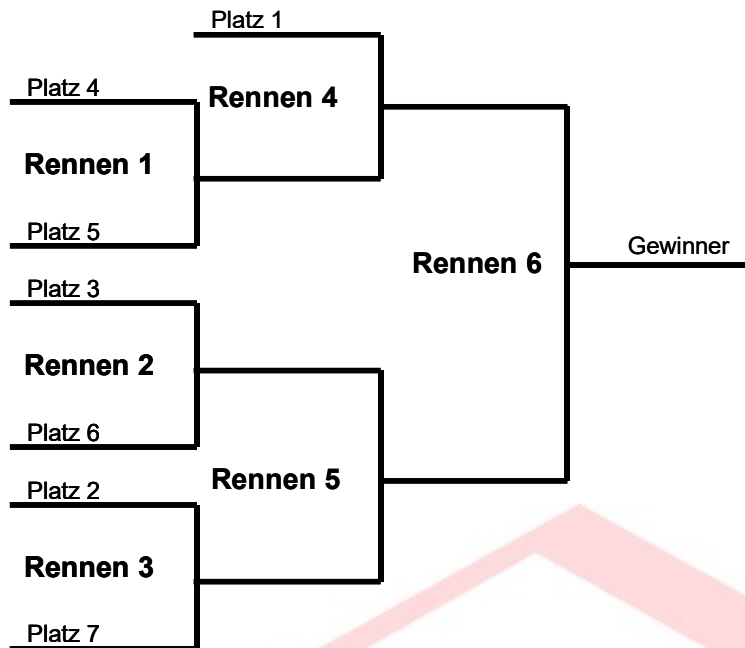 Platz 1
Platz 4
Rennen 4
Rennen 1
Platz 5
Gewinner
Rennen 6
Platz 3
Rennen 2
Platz 6
Rennen 5
Platz 2
Rennen 3
Platz 7